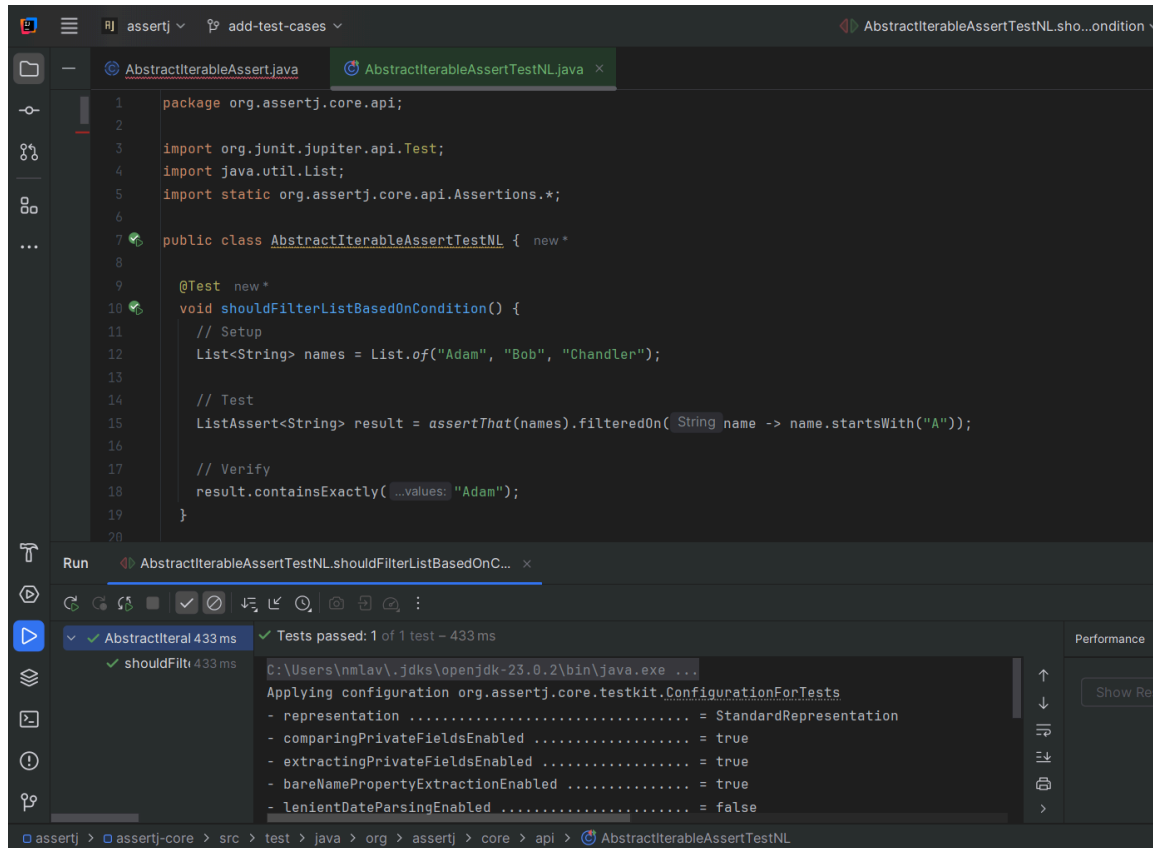 assertj
add-test-cases
AbstractIterableAssertTestNL.sho...ondition
AbstractIterableAssert.java
AbstractIterableAssertTestNL.java
1 package org.assertj.core.api;
2
3 import org.junit.jupiter.api.Test;
4 import java.util.List;
5 import static org.assertj.core.api.Assertions.*;
6
7 public class AbstractIterableAssertTestNL { new *
8
9 @Test new *
10 void shouldFilterListBasedOnCondition() {
11 // Setup
12 List<String> names = List.of("Adam", "Bob", "Chandler");
13
14 // Test
15 ListAssert<String> result = assertThat(names).filteredOn( String name -> name.startsWith("A"));
16
17 // Verify
18 result.containsExactly( ...values: "Adam");
19 }
20
Run AbstractIterableAssertTestNL.shouldFilterListBasedOnC...
AbstractIteral 433 ms
Tests passed: 1 of 1 test – 433 ms
Performance
shouldFilt 433 ms
C:\Users\nmlav\.jdks\openjdk-23.0.2\bin\java.exe ...
Applying configuration org.assertj.core.testkit.ConfigurationForTests
- representation .................................. = StandardRepresentation
- comparingPrivateFieldsEnabled ................... = true
- extractingPrivateFieldsEnabled .................. = true
- bareNamePropertyExtractionEnabled ............... = true
- lenientDateParsingEnabled ....................... = false
Show Re
assertj > assertj-core > src > test > java > org > assertj > core > api > AbstractIterableAssertTestNL